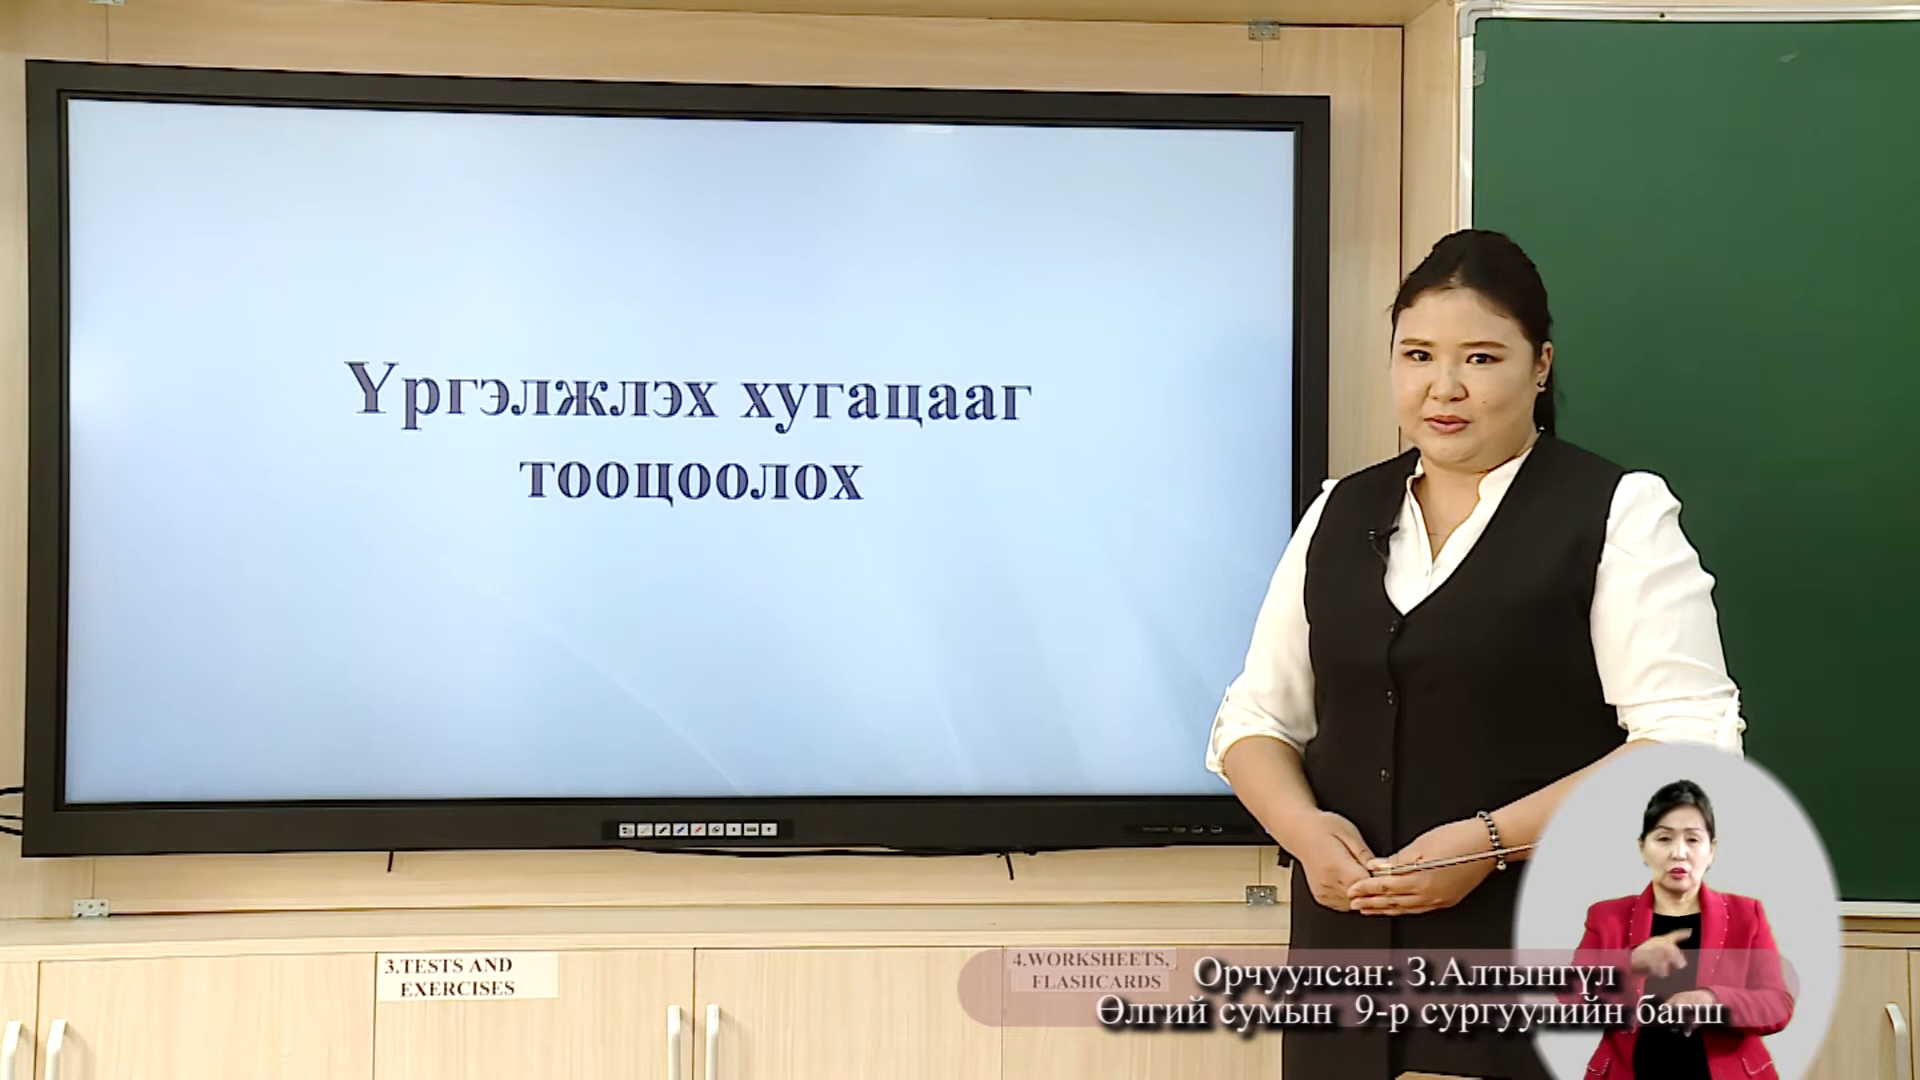 Үргэлжлэх хугацааг
тооцоолох
3.TESTS AND
EXERCISES
4.WORKSHEETS,
FLASHCARDS
Орчуулсан: З.Алтынгүл
Өлгий сумын 9-р сургуулийн багш